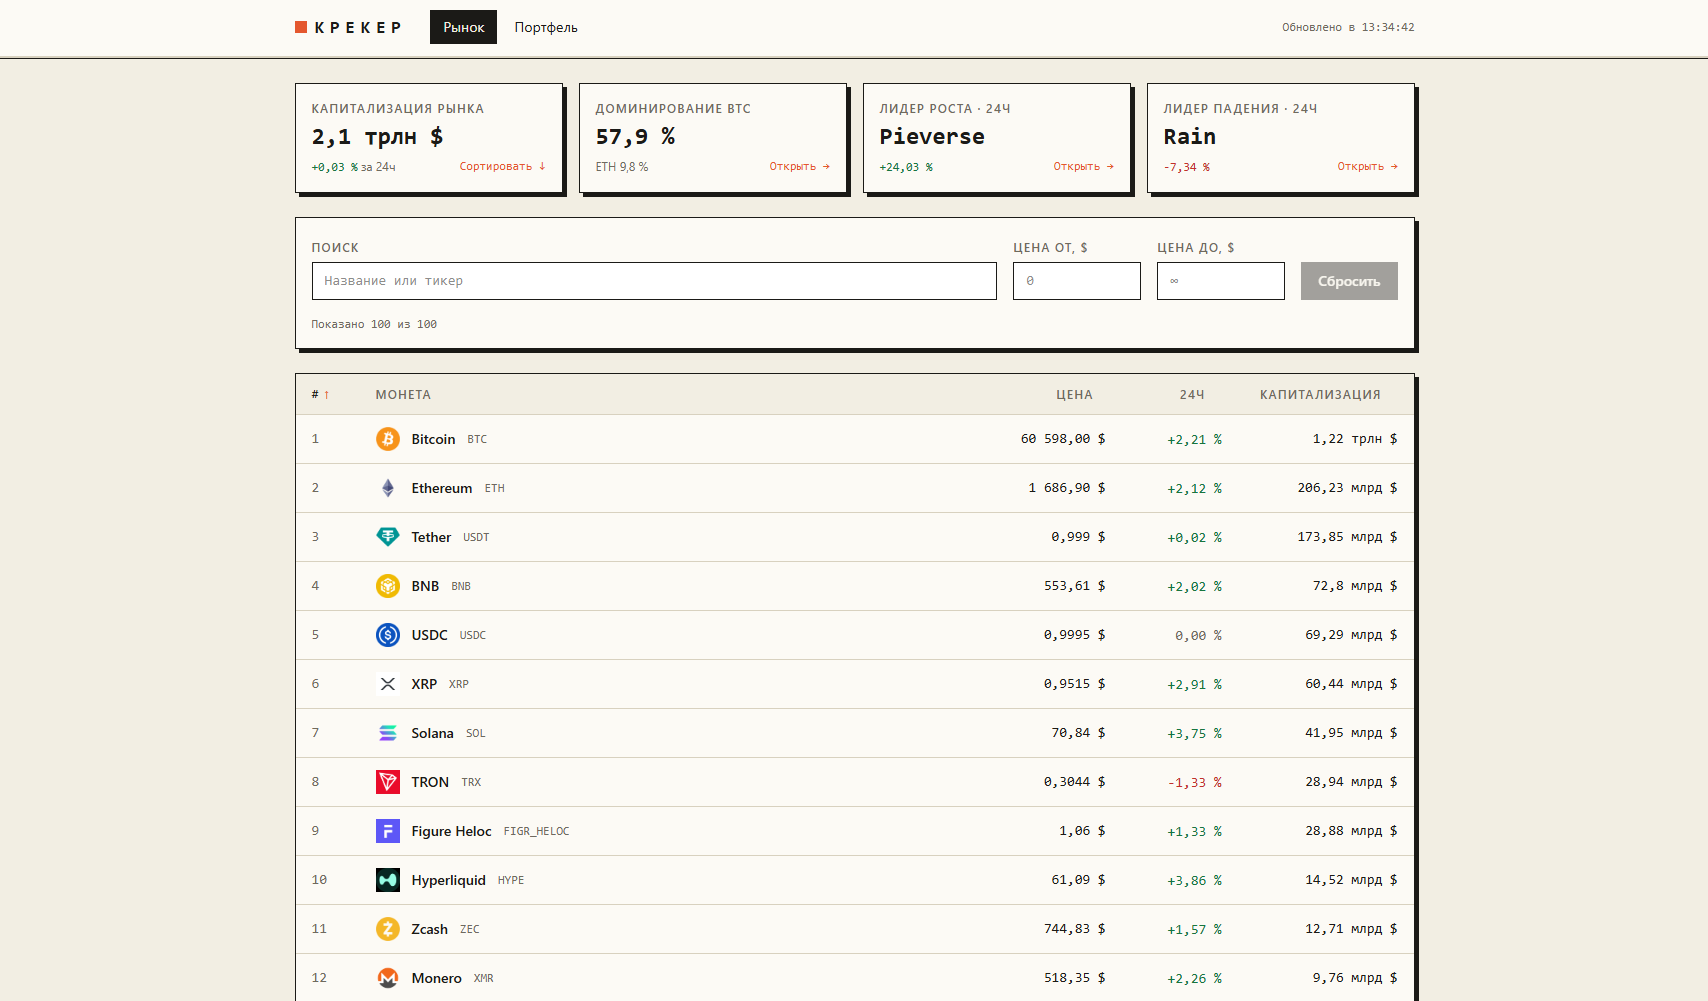 КРЕКЕР Рынок Портфель Обновлено в 13:34:42
КАПИТАЛИЗАЦИЯ РЫНКА
2,1 трлн $
+0,03 % за 24ч Сортировать ↓
ДОМИНИРОВАНИЕ BTC
57,9 %
ETH 9,8 % Открыть →
ЛИДЕР РОСТА · 24Ч
Pieverse
+24,03 % Открыть →
ЛИДЕР ПАДЕНИЯ · 24Ч
Rain
-7,34 % Открыть →
ПОИСК ЦЕНА ОТ, $ ЦЕНА ДО, $
Название или тикер 0 ∞ Сбросить
Показано 100 из 100
# ↑ МОНЕТА ЦЕНА 24Ч КАПИТАЛИЗАЦИЯ
1 Bitcoin BTC 60 598,00 $ +2,21 % 1,22 трлн $
2 Ethereum ETH 1 686,90 $ +2,12 % 206,23 млрд $
3 Tether USDT 0,999 $ +0,02 % 173,85 млрд $
4 BNB BNB 553,61 $ +2,02 % 72,8 млрд $
5 USDC USDC 0,9995 $ 0,00 % 69,29 млрд $
6 XRP XRP 0,9515 $ +2,91 % 60,44 млрд $
7 Solana SOL 70,84 $ +3,75 % 41,95 млрд $
8 TRON TRX 0,3044 $ -1,33 % 28,94 млрд $
9 Figure Heloc FIGR_HELOC 1,06 $ +1,33 % 28,88 млрд $
10 Hyperliquid HYPE 61,09 $ +3,86 % 14,52 млрд $
11 Zcash ZEC 744,83 $ +1,57 % 12,71 млрд $
12 Monero XMR 518,35 $ +2,26 % 9,76 млрд $